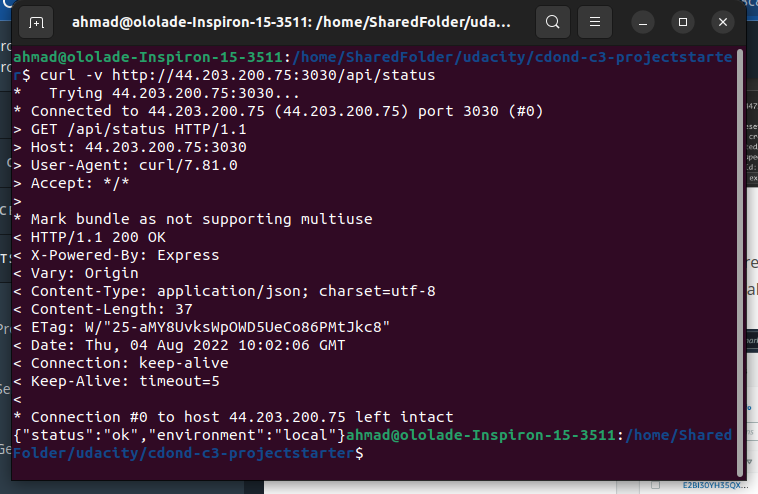 ahmad@ololade-Inspiron-15-3511: /home/SharedFolder/uda...
ahmad@ololade-Inspiron-15-3511:/home/SharedFolder/udacity/cdond-c3-projectstarte
r$ curl -v http://44.203.200.75:3030/api/status
*   Trying 44.203.200.75:3030...
* Connected to 44.203.200.75 (44.203.200.75) port 3030 (#0)
> GET /api/status HTTP/1.1
> Host: 44.203.200.75:3030
> User-Agent: curl/7.81.0
> Accept: */*
>
* Mark bundle as not supporting multiuse
< HTTP/1.1 200 OK
< X-Powered-By: Express
< Vary: Origin
< Content-Type: application/json; charset=utf-8
< Content-Length: 37
< ETag: W/"25-aMY8UvksWpOWD5UeCo86PMtJkc8"
< Date: Thu, 04 Aug 2022 10:02:06 GMT
< Connection: keep-alive
< Keep-Alive: timeout=5
<
* Connection #0 to host 44.203.200.75 left intact
{"status":"ok","environment":"local"}ahmad@ololade-Inspiron-15-3511:/home/Shared
Folder/udacity/cdond-c3-projectstarter$
E2BI30YH35QX...